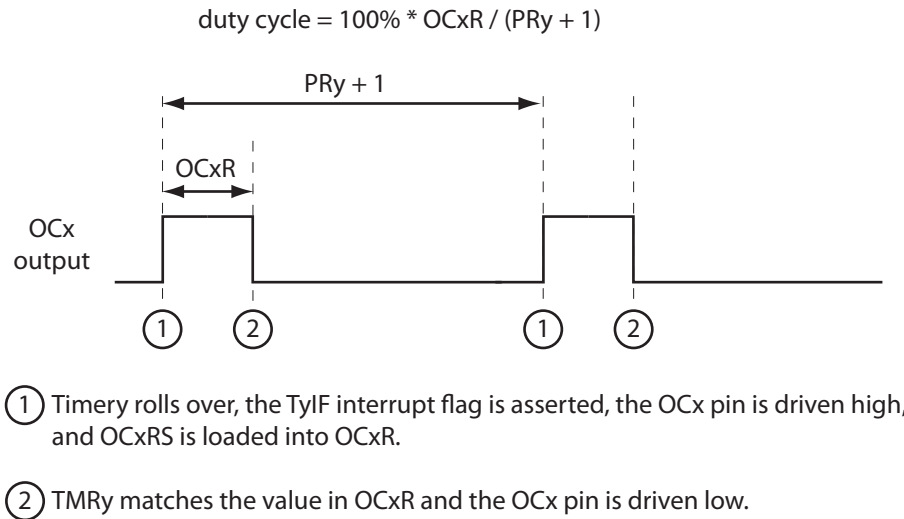 duty cycle = 100% * OCxR / (PRy + 1)
PRy + 1
OCxR
OCx
output
1
2
1
2
1 Timery rolls over, the TyIF interrupt flag is asserted, the OCx pin is driven high,
and OCxRS is loaded into OCxR.
2 TMRy matches the value in OCxR and the OCx pin is driven low.